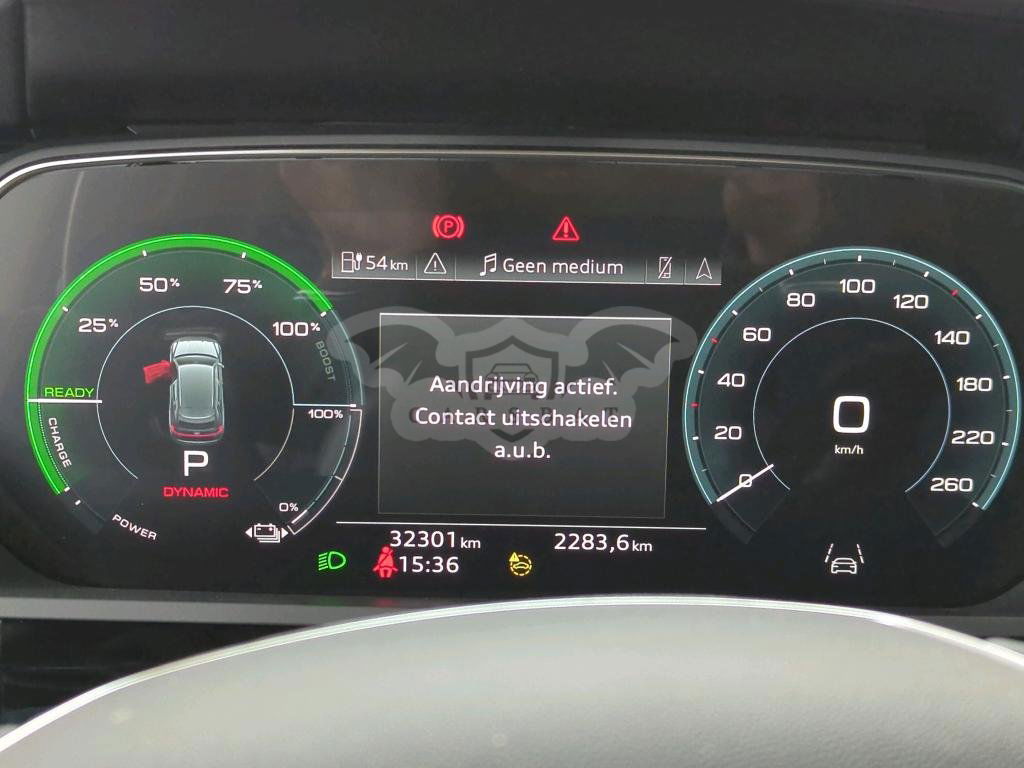 54 km
Geen medium
25% 50% 75% 100%
BOOST
READY
CHARGE
POWER
100%
0%
P
DYNAMIC
Aandrijving actief.
Contact uitschakelen
a.u.b.
32301 km 2283,6 km
15:36
0 20 40 60 80 100 120 140 180 220 260
0
km/h